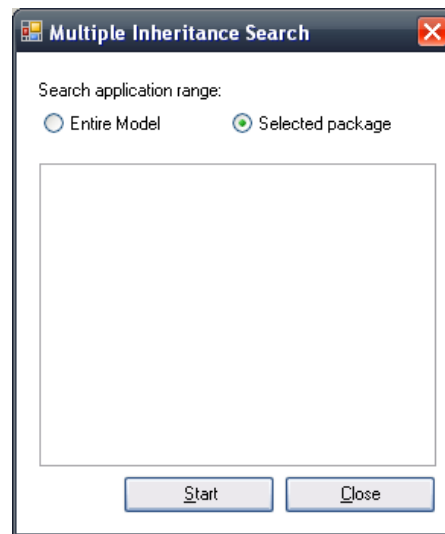 Multiple Inheritance Search
Search application range:
Entire Model Selected package
Start Close